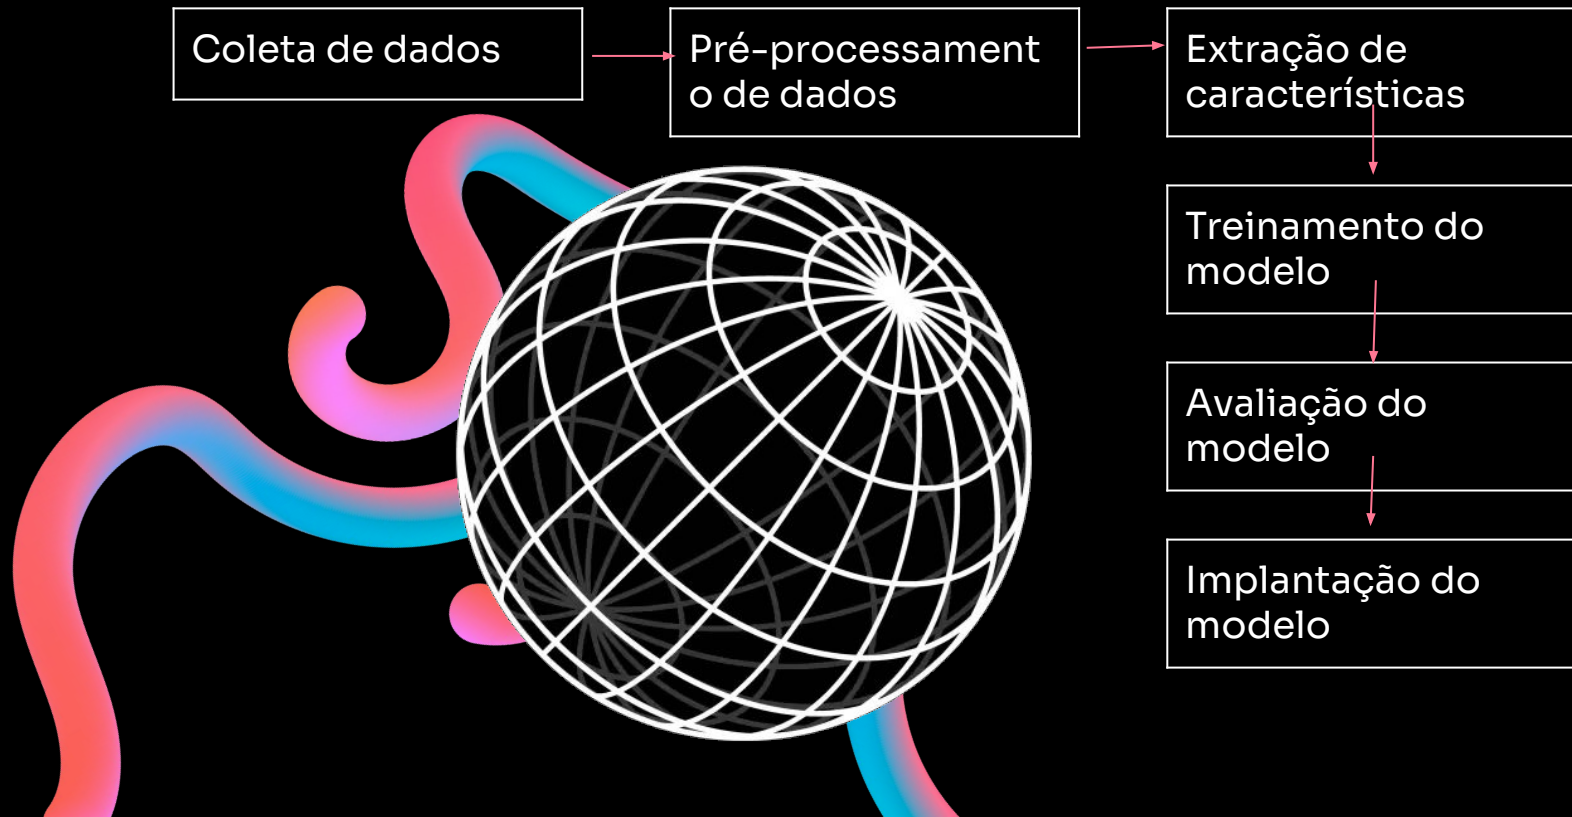 Coleta de dados
Pré-processament
o de dados
Extração de
características
Treinamento do
modelo
Avaliação do
modelo
Implantação do
modelo